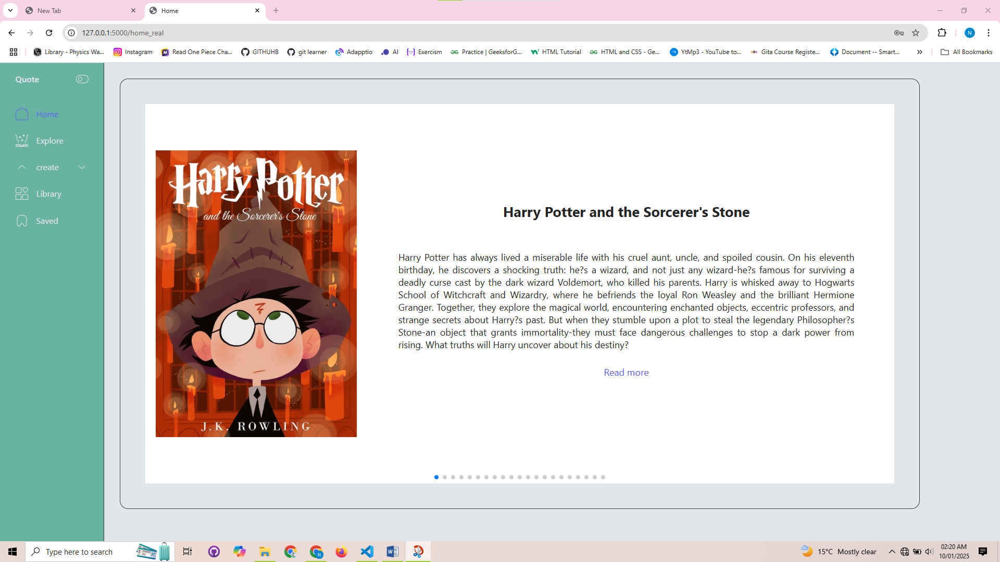 New Tab
Home
127.0.0.1:5000/home_real
N
Library - Physics Wa...
Instagram
Read One Piece Cha...
GITHUHB
git learner
Adapptio
AI
Exercism
Practice | GeeksforG...
HTML Tutorial
HTML and CSS - Ge...
YtMp3 - YouTube to...
Gita Course Registe...
Document -- Smart...
All Bookmarks
Quote
Home
Explore
create
Library
Saved
Harry Potter
and the Sorcerer's Stone
J.K. ROWLING
Harry Potter and the Sorcerer's Stone
Harry Potter has always lived a miserable life with his cruel aunt, uncle, and spoiled cousin. On his eleventh
birthday, he discovers a shocking truth: he?s a wizard, and not just any wizard-he?s famous for surviving a
deadly curse cast by the dark wizard Voldemort, who killed his parents. Harry is whisked away to Hogwarts
School of Witchcraft and Wizardry, where he befriends the loyal Ron Weasley and the brilliant Hermione
Granger. Together, they explore the magical world, encountering enchanted objects, eccentric professors, and
strange secrets about Harry?s past. But when they stumble upon a plot to steal the legendary Philosopher?s
Stone-an object that grants immortality-they must face dangerous challenges to stop a dark power from
rising. What truths will Harry uncover about his destiny?
Read more
Type here to search
15°C Mostly clear
02:20 AM
10/01/2025